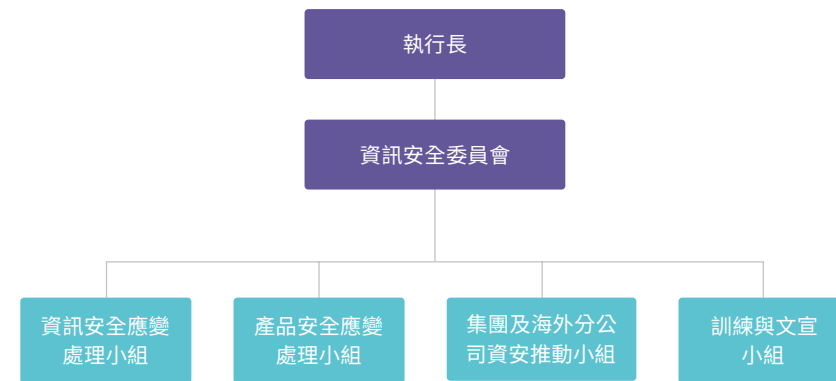 執行長
資訊安全委員會
資訊安全應變
處理小組
產品安全應變
處理小組
集團及海外分公
司資安推動小組
訓練與文宣
小組